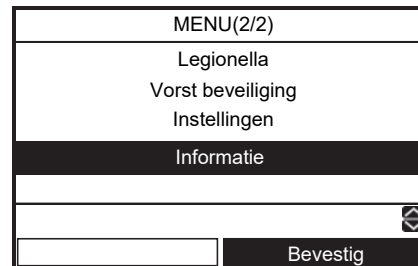 MENU(2/2)
Legionella
Vorst beveiliging
Instellingen
Informatie
Bevestig